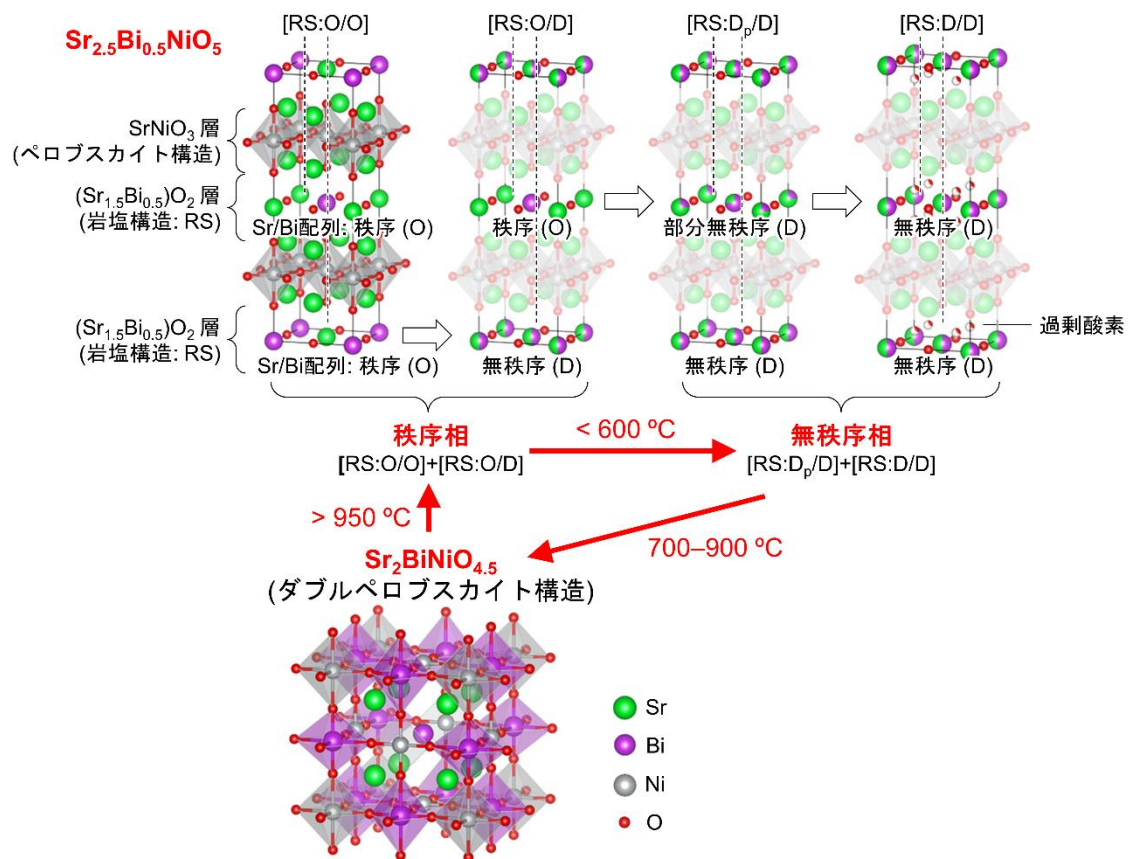 Sr2.5Bi0.5NiO5
[RS:O/O]
[RS:O/D]
[RS:Dp/D]
[RS:D/D]
SrNiO3 層
(ペロブスカイト構造)
(Sr1.5Bi0.5)O2 層
(岩塩構造: RS)
Sr/Bi配列: 秩序 (O)
秩序 (O)
部分無秩序 (D)
無秩序 (D)
(Sr1.5Bi0.5)O2 層
(岩塩構造: RS)
過剰酸素
Sr/Bi配列: 秩序 (O)
無秩序 (D)
無秩序 (D)
無秩序 (D)
秩序相
[RS:O/O]+[RS:O/D]
< 600 ºC
無秩序相
[RS:Dp/D]+[RS:D/D]
> 950 ºC
700–900 ºC
Sr2BiNiO4.5
(ダブルペロブスカイト構造)
Sr
Bi
Ni
O